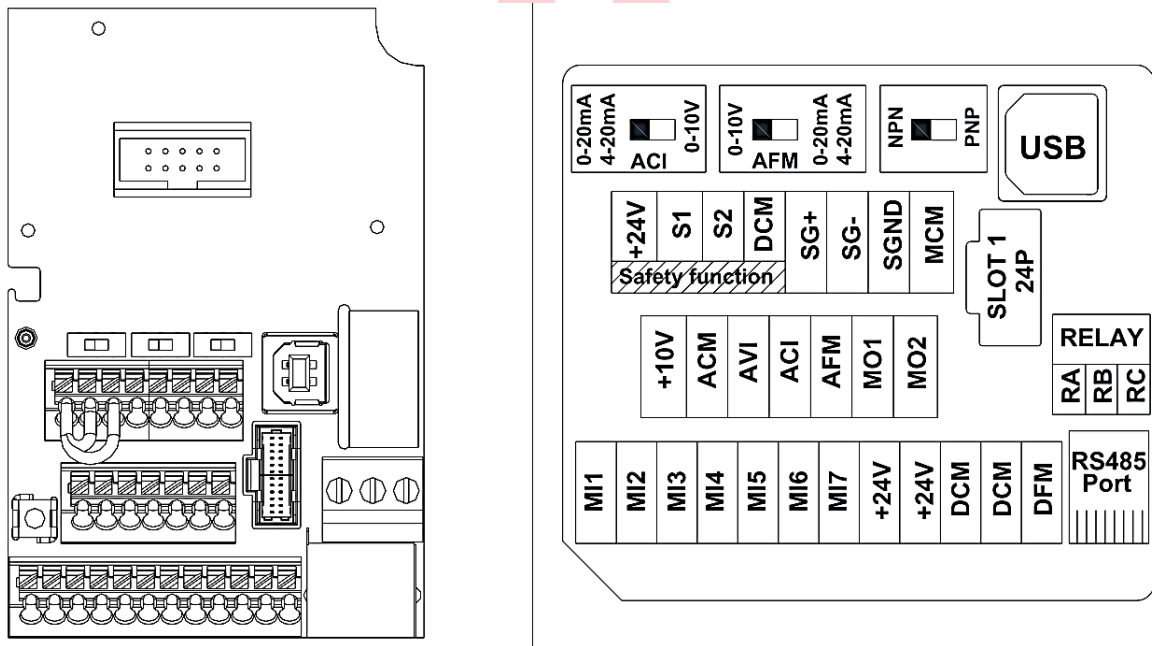 0-20mA
4-20mA
ACI
0-10V
0-10V
AFM
0-20mA
4-20mA
NPN
PNP
USB
+24V
S1
S2
DCM
SG+
SG-
SGND
MCM
Safety function
SLOT 1
24P
+10V
ACM
AVI
ACI
AFM
MO1
MO2
RELAY
RA
RB
RC
MI1
MI2
MI3
MI4
MI5
MI6
MI7
+24V
+24V
DCM
DCM
DFM
RS485
Port